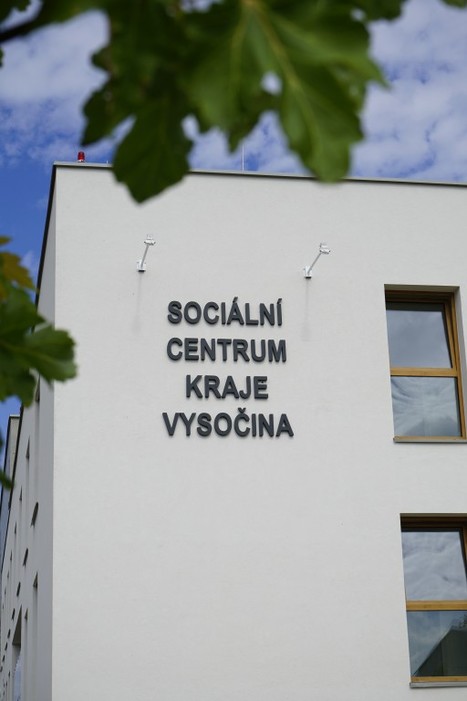 SOCIÁLNÍ
CENTRUM
KRAJE
VYSOČINA